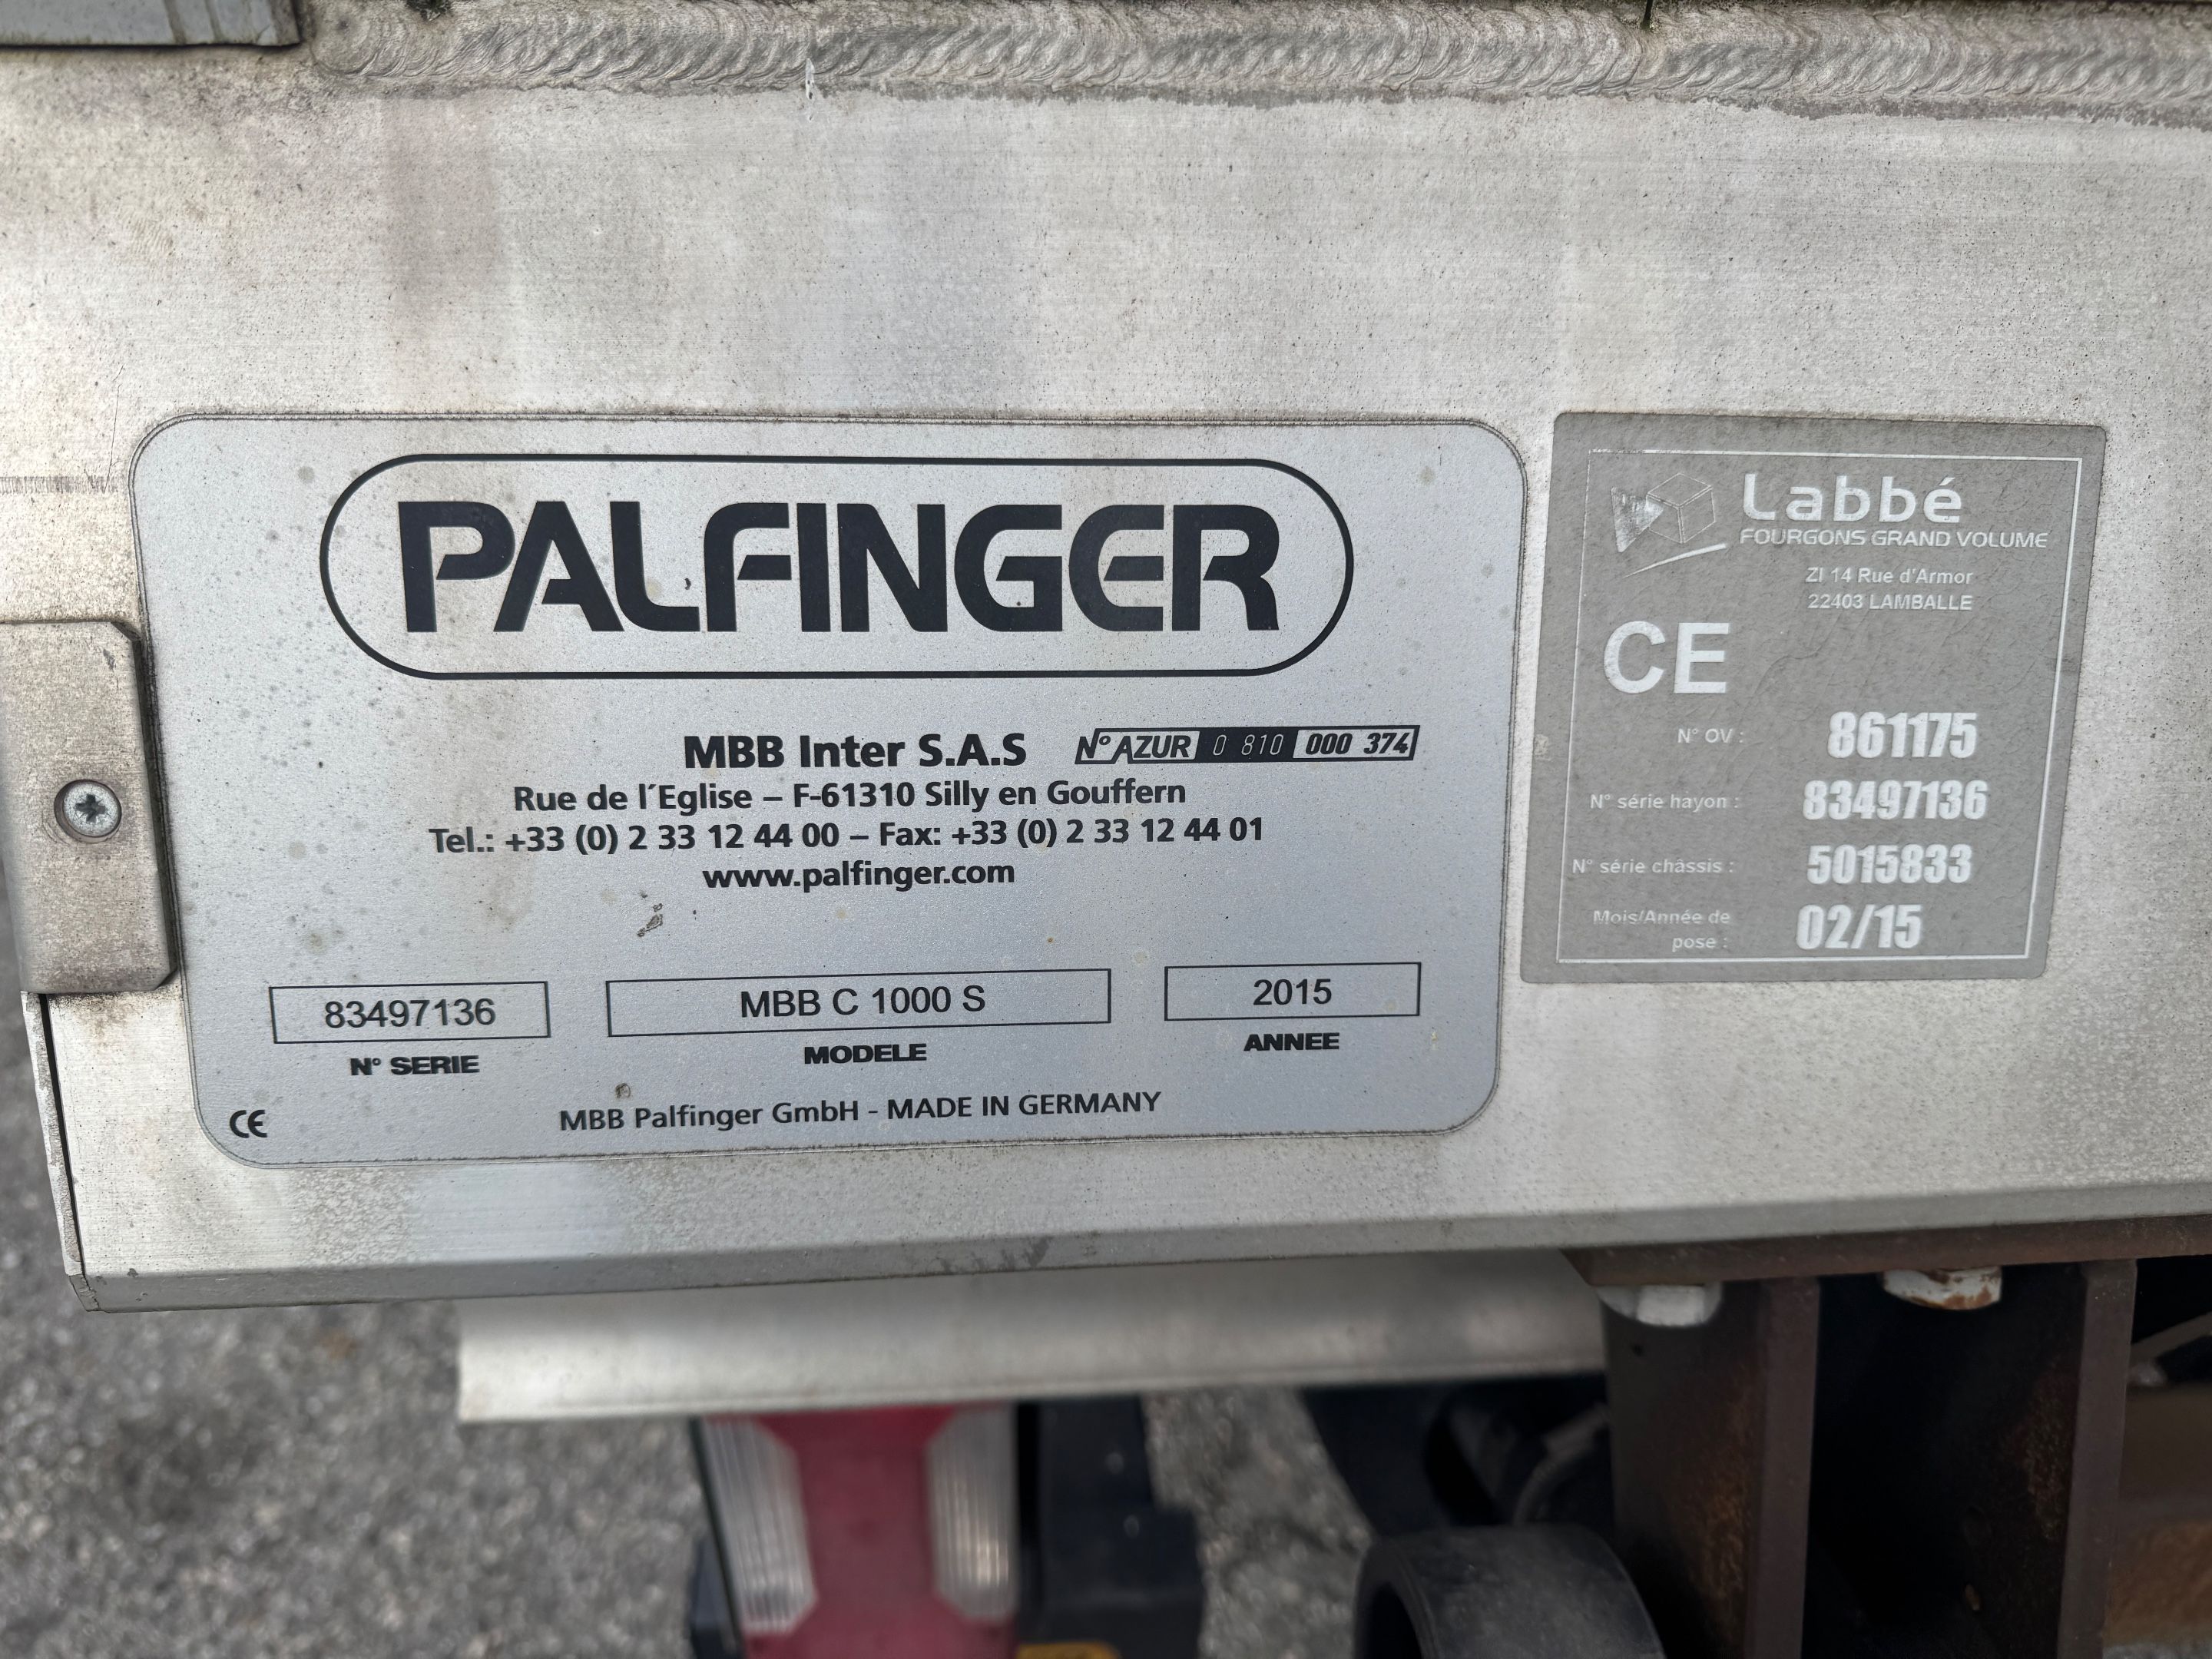 PALFINGER
MBB Inter S.A.S N° AZUR 0 810 000 374
Rue de l´Eglise – F-61310 Silly en Gouffern
Tel.: +33 (0) 2 33 12 44 00 – Fax: +33 (0) 2 33 12 44 01
www.palfinger.com
83497136 MBB C 1000 S 2015
N° SERIE MODELE ANNEE
CE MBB Palfinger GmbH - MADE IN GERMANY
Labbé
FOURGONS GRAND VOLUME
ZI 14 Rue d'Armor
22403 LAMBALLE
CE
N° OV : 861175
N° série hayon : 83497136
N° série châssis : 5015833
Mois/Année de
pose : 02/15